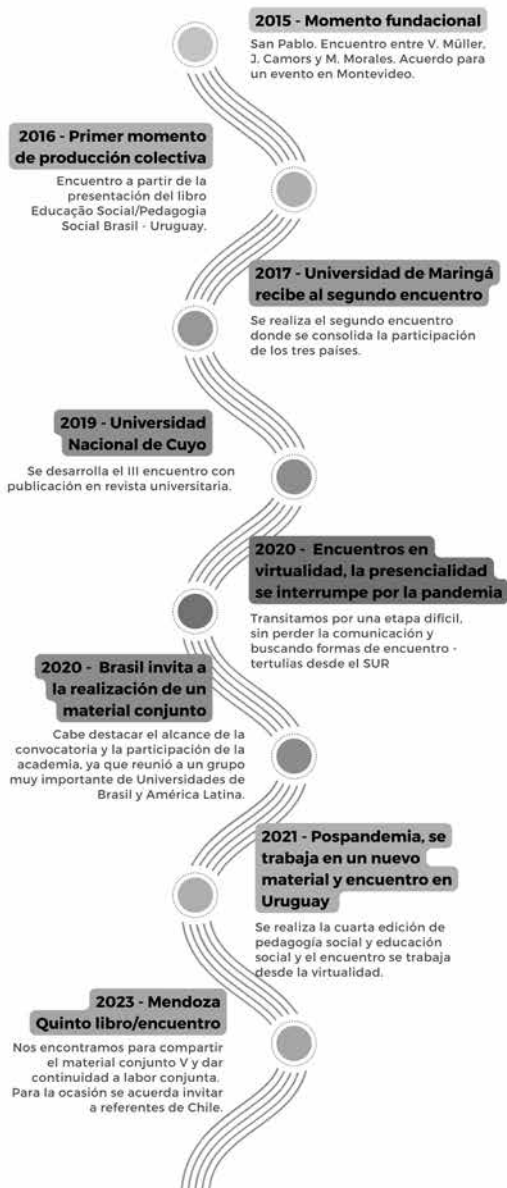 2015 - Momento fundacional
San Pablo. Encuentro entre V. Müller,
J. Camors y M. Morales. Acuerdo para
un evento en Montevideo.
2016 - Primer momento
de producción colectiva
Encuentro a partir de la
presentación del libro
Educação Social/Pedagogia
Social Brasil - Uruguay.
2017 - Universidad de Maringá
recibe al segundo encuentro
Se realiza el segundo encuentro
donde se consolida la participación
de los tres países.
2019 - Universidad
Nacional de Cuyo
Se desarrolla el III encuentro con
publicación en revista universitaria.
2020 - Encuentros en
virtualidad, la presencialidad
se interrumpe por la pandemia
Transitamos por una etapa difícil,
sin perder la comunicación y
buscando formas de encuentro -
tertulias desde el SUR
2020 - Brasil invita a
la realización de un
material conjunto
Cabe destacar el alcance de la
convocatoria y la participación de la
academia, ya que reunió a un grupo
muy importante de Universidades de
Brasil y América Latina.
2021 - Pospandemia, se
trabaja en un nuevo
material y encuentro en
Uruguay
Se realiza la cuarta edición de
pedagogía social y educación
social y el encuentro se trabaja
desde la virtualidad.
2023 - Mendoza
Quinto libro/encuentro
Nos encontramos para compartir
el material conjunto V y dar
continuidad a labor conjunta.
Para la ocasión se acuerda invitar
a referentes de Chile.